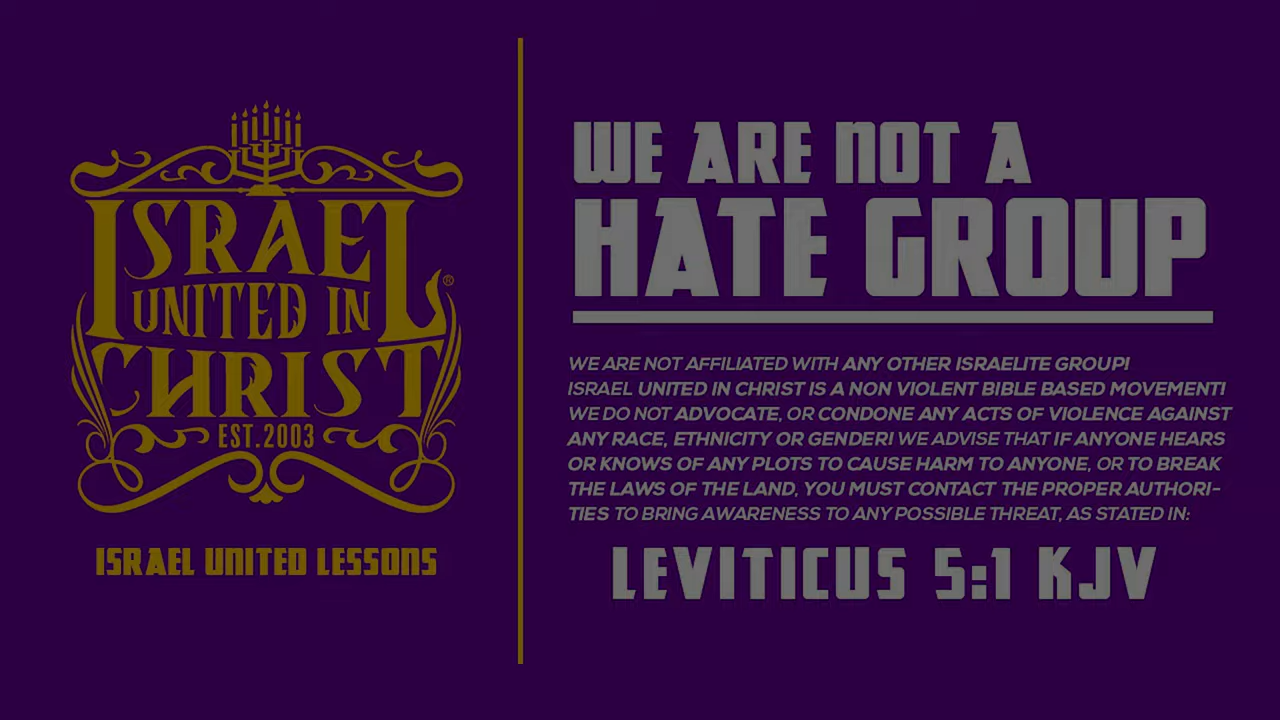 ISRAEL
UNITED IN
CHRIST
®
EST.2003
ISRAEL UNITED LESSONS
WE ARE NOT A
HATE GROUP
WE ARE NOT AFFILIATED WITH ANY OTHER ISRAELITE GROUP!
ISRAEL UNITED IN CHRIST IS A NON VIOLENT BIBLE BASED MOVEMENT!
WE DO NOT ADVOCATE, OR CONDONE ANY ACTS OF VIOLENCE AGAINST
ANY RACE, ETHNICITY OR GENDER! WE ADVISE THAT IF ANYONE HEARS
OR KNOWS OF ANY PLOTS TO CAUSE HARM TO ANYONE, OR TO BREAK
THE LAWS OF THE LAND, YOU MUST CONTACT THE PROPER AUTHORI-
TIES TO BRING AWARENESS TO ANY POSSIBLE THREAT, AS STATED IN:
LEVITICUS 5:1 KJV